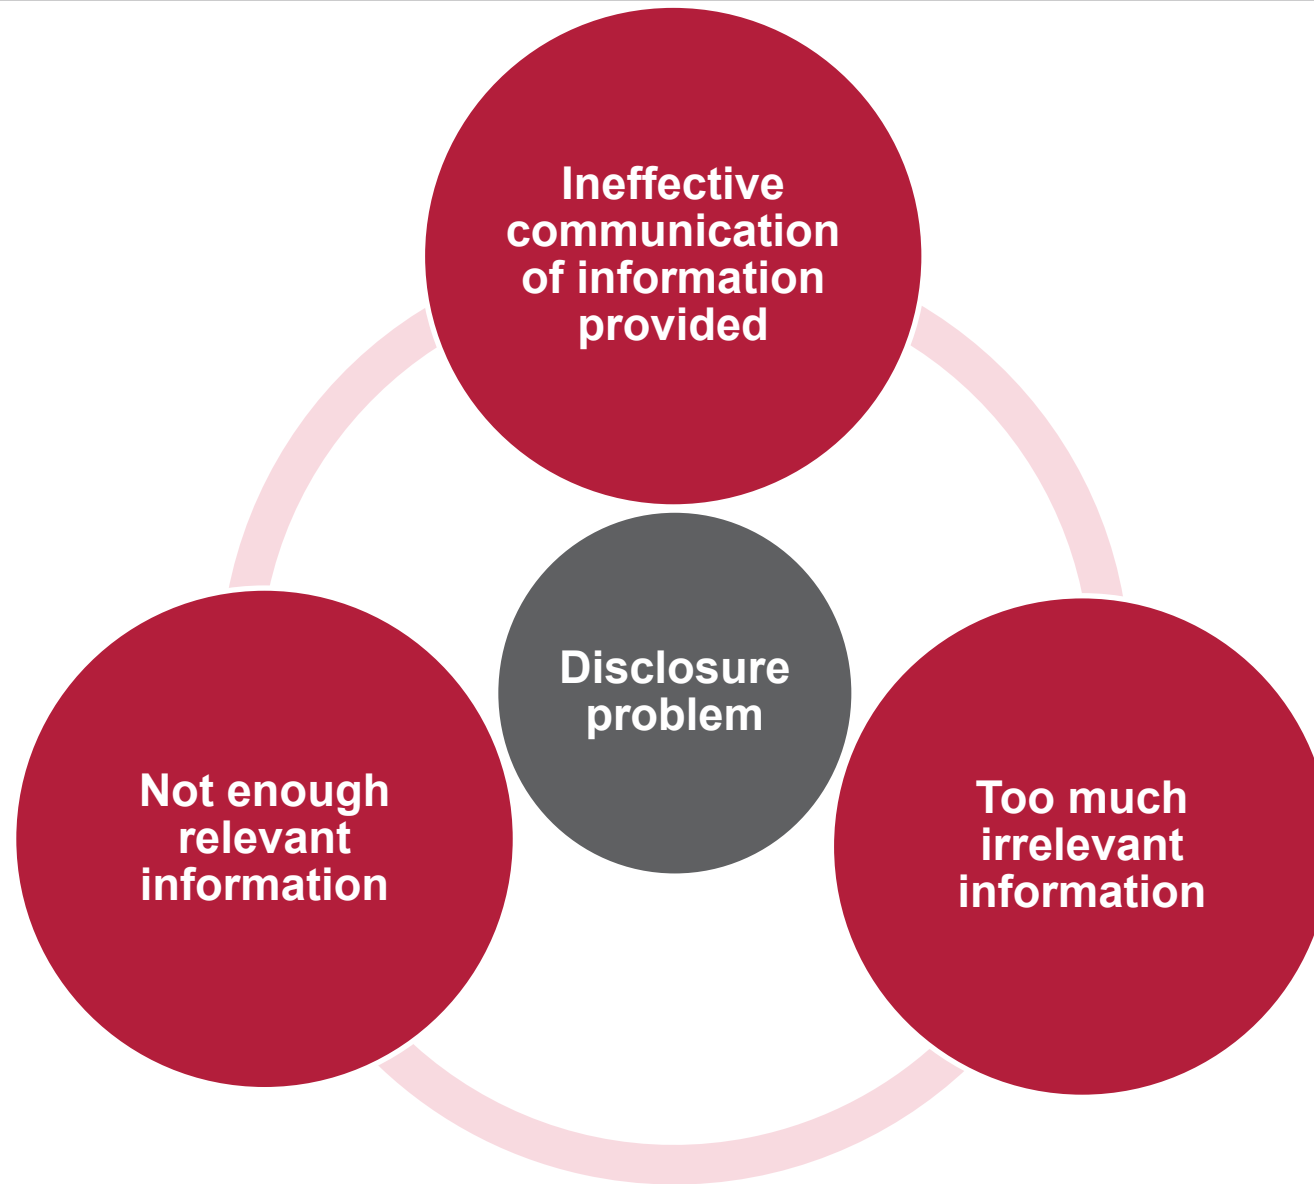 Ineffective
communication
of information
provided
Disclosure
problem
Not enough
relevant
information
Too much
irrelevant
information